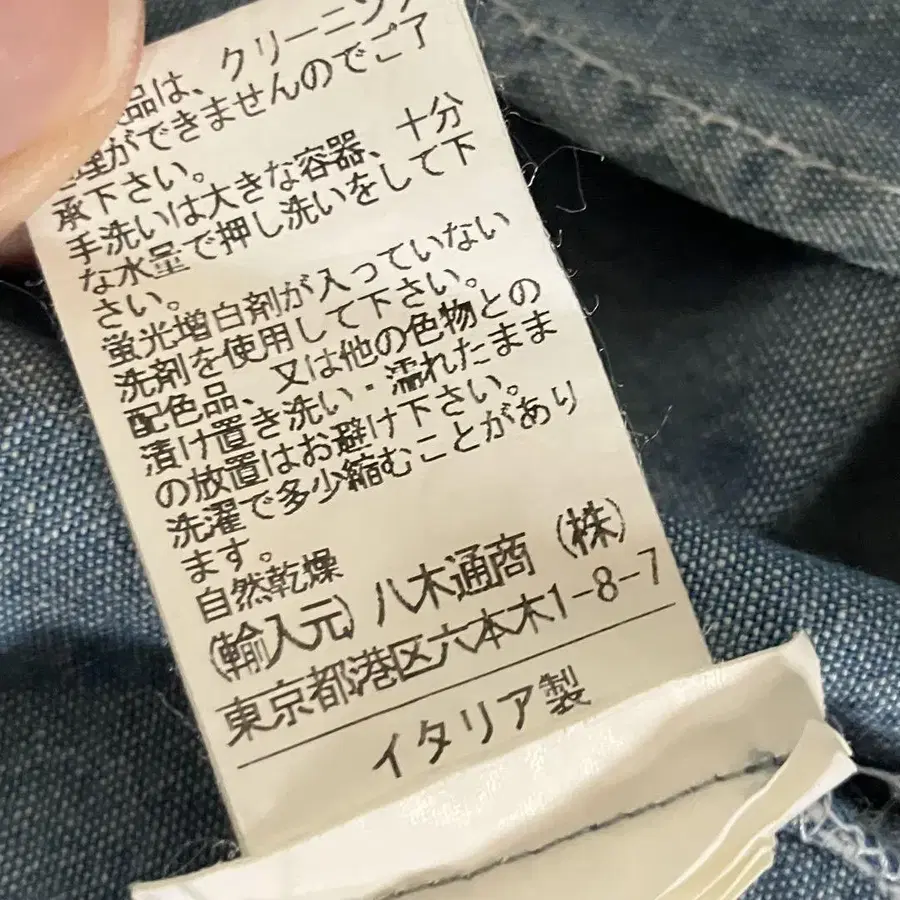 品は、クリーニング
理ができませんのでご了
承下さい。
手洗いは大きな容器、十分
な水量で押し洗いをして下
さい。
蛍光増白剤が入っていない
洗剤を使用して下さい。
配色品、又は他の色物との
漬け置き洗い・濡れたまま
の放置はお避け下さい。
洗濯で多少縮むことがあり
ます。
自然乾燥
(輸入元) 八木通商 (株)
東京都港区六本木1-8-7
イタリア製